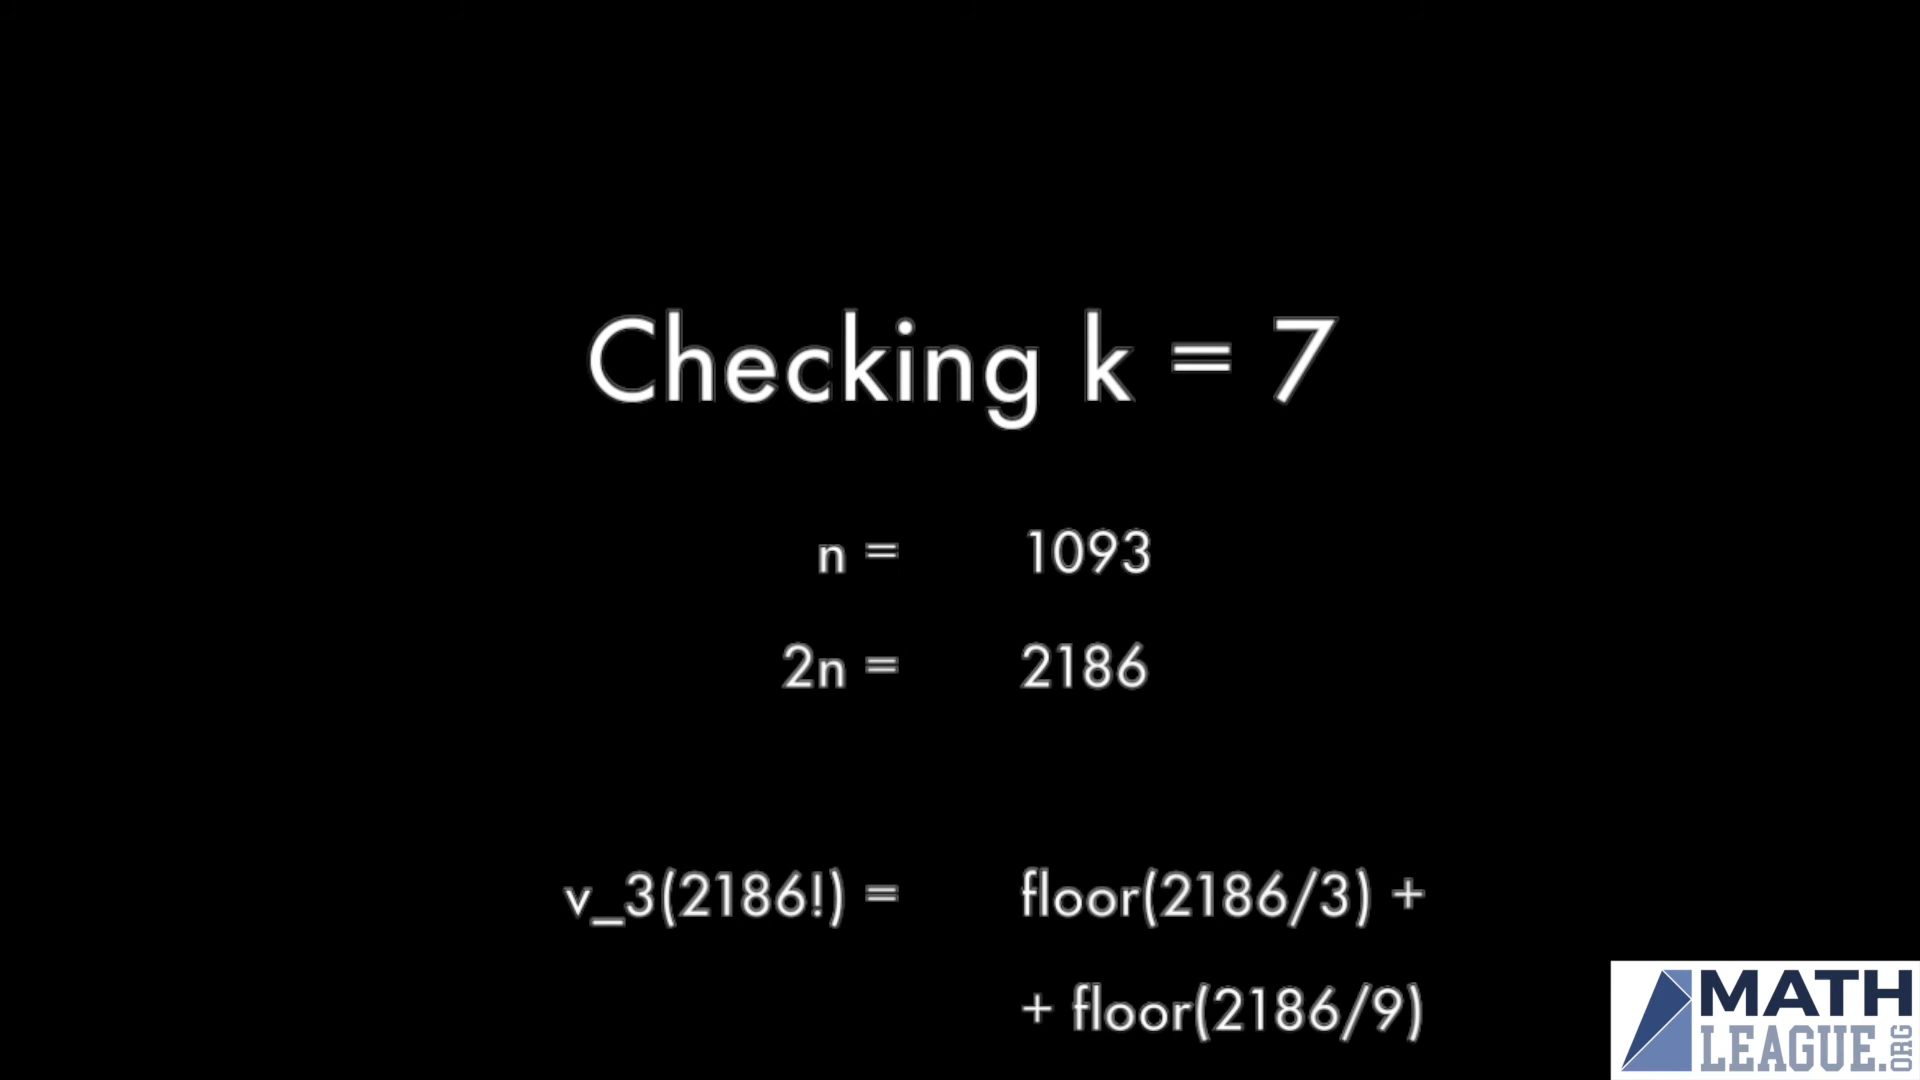 Checking k = 7
n = 1093
2n = 2186
v_3(2186!) = floor(2186/3) +
+ floor(2186/9)
MATH
LEAGUE.ORG